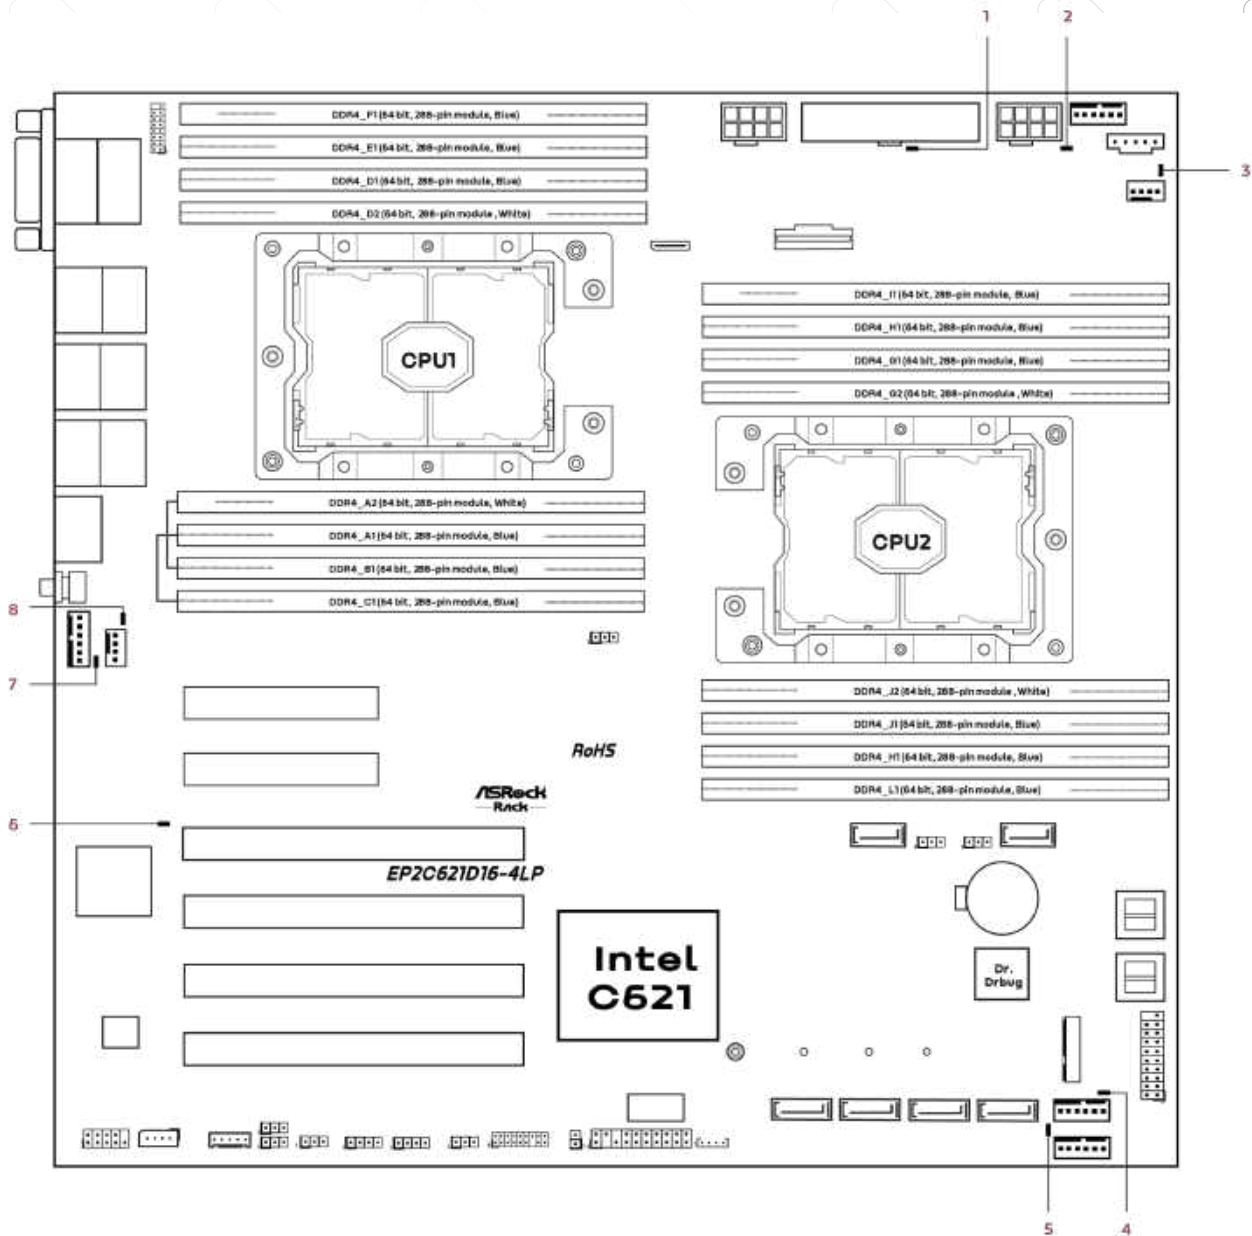 1
2
3
DDR4_F1 (64 bit, 288-pin module, Blue)
DDR4_E1 (64 bit, 288-pin module, Blue)
DDR4_D1 (64 bit, 288-pin module, Blue)
DDR4_D2 (64 bit, 288-pin module, White)
CPU1
DDR4_I1 (64 bit, 288-pin module, Blue)
DDR4_H1 (64 bit, 288-pin module, Blue)
DDR4_G1 (64 bit, 288-pin module, Blue)
DDR4_G2 (64 bit, 288-pin module, White)
CPU2
DDR4_A2 (64 bit, 288-pin module, White)
DDR4_A1 (64 bit, 288-pin module, Blue)
DDR4_B1 (64 bit, 288-pin module, Blue)
DDR4_C1 (64 bit, 288-pin module, Blue)
8
7
DDR4_J2 (64 bit, 288-pin module, White)
DDR4_J1 (64 bit, 288-pin module, Blue)
DDR4_H1 (64 bit, 288-pin module, Blue)
DDR4_L1 (64 bit, 288-pin module, Blue)
RoHS
ASRock
Rack
6
EP2C621D16-4LP
Intel
C621
Dr.
Drbug
5
4